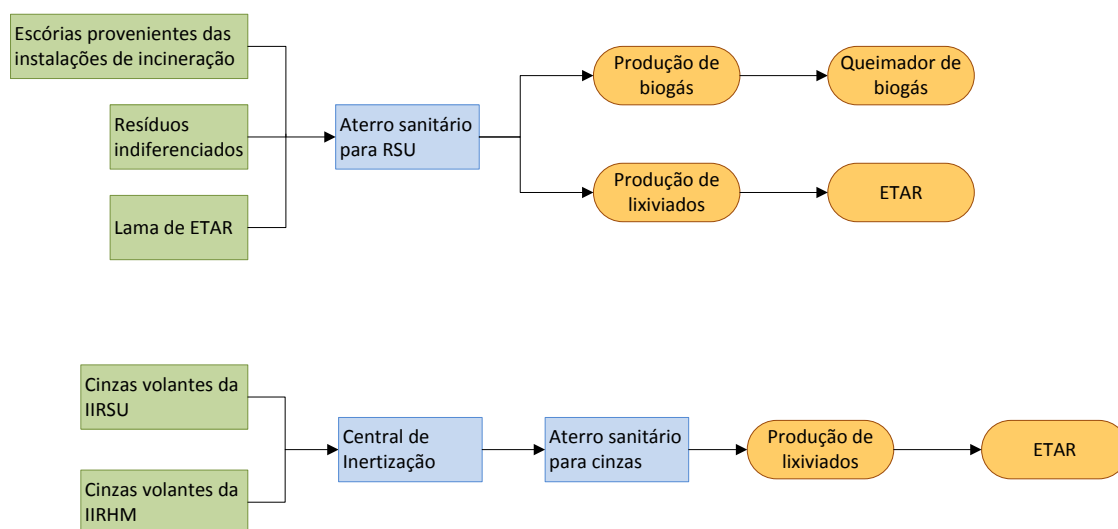 Escórias provenientes das
instalações de incineração
Resíduos
indiferenciados
Lama de ETAR
Aterro sanitário
para RSU
Produção de
biogás
Queimador de
biogás
Produção de
lixiviados
ETAR
Cinzas volantes da
IIRSU
Cinzas volantes da
IIRHM
Central de
Inertização
Aterro sanitário
para cinzas
Produção de
lixiviados
ETAR